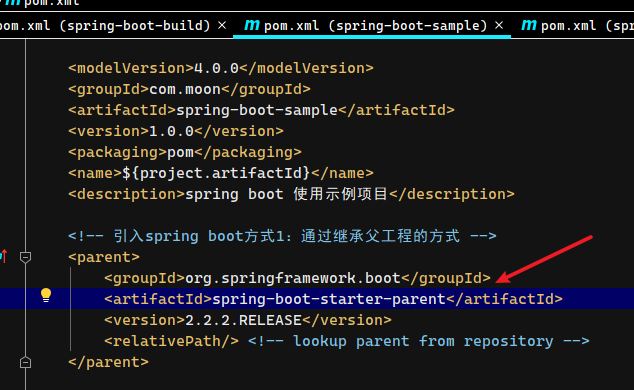 pom.xml
pom.xml (spring-boot-build) × m pom.xml (spring-boot-sample) × m pom.xml (sp
<modelVersion>4.0.0</modelVersion>
<groupId>com.moon</groupId>
<artifactId>spring-boot-sample</artifactId>
<version>1.0.0</version>
<packaging>pom</packaging>
<name>${project.artifactId}</name>
<description>spring boot 使用示例项目</description>
<!-- 引入spring boot方式1：通过继承父工程的方式 -->
<parent>
<groupId>org.springframework.boot</groupId>
<artifactId>spring-boot-starter-parent</artifactId>
<version>2.2.2.RELEASE</version>
<relativePath/> <!-- lookup parent from repository -->
</parent>